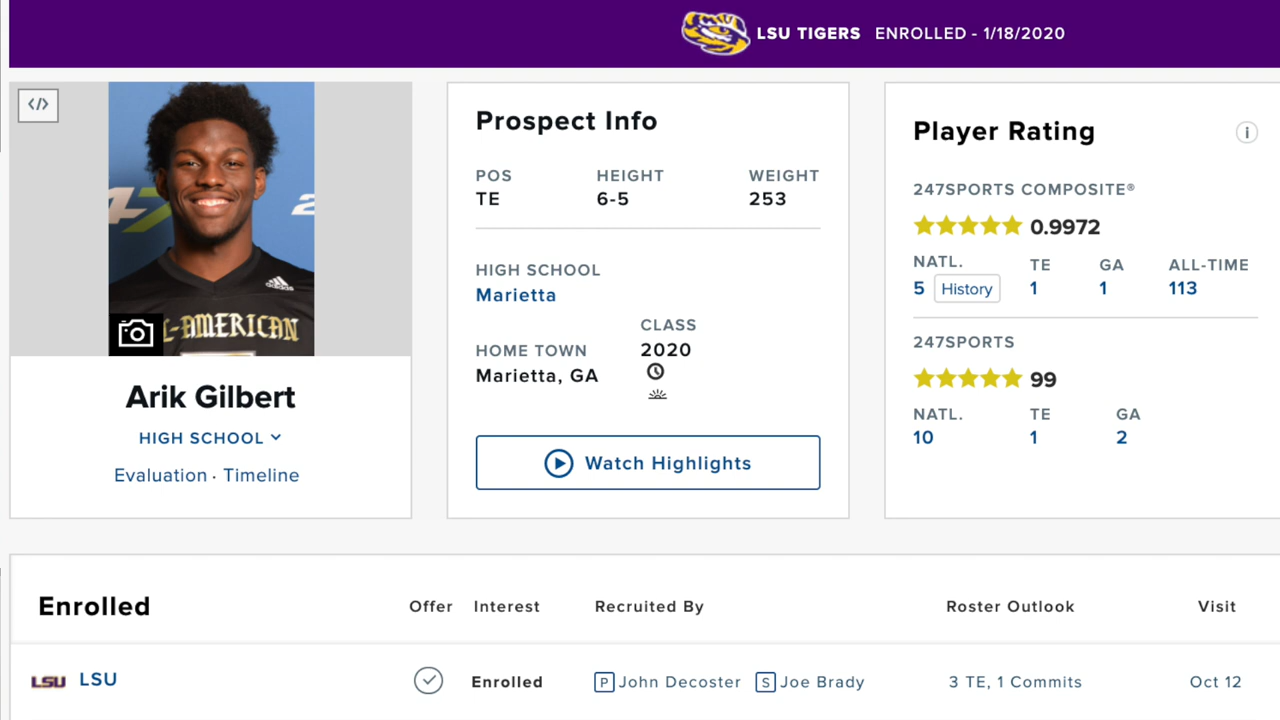 LSU TIGERS ENROLLED - 1/18/2020
</>
L-AMERICAN
Arik Gilbert
HIGH SCHOOL
Evaluation · Timeline
Prospect Info
POS HEIGHT WEIGHT
TE 6-5 253
HIGH SCHOOL
Marietta
CLASS
2020
HOME TOWN
Marietta, GA
Watch Highlights
Player Rating
i
247SPORTS COMPOSITE®
0.9972
NATL. TE GA ALL-TIME
5 History 1 1 113
247SPORTS
99
NATL. TE GA
10 1 2
Enrolled Offer Interest Recruited By Roster Outlook Visit
LSU LSU Enrolled P John Decoster S Joe Brady 3 TE, 1 Commits Oct 12